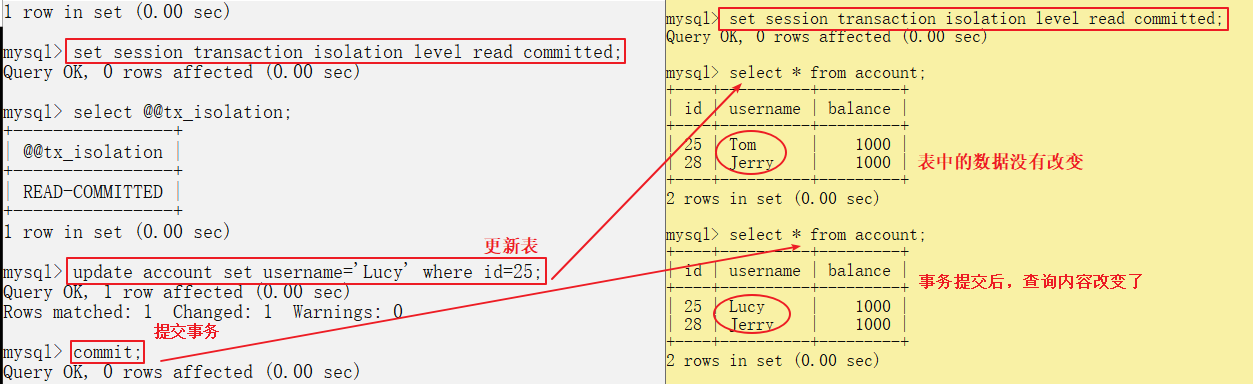 1 row in set (0.00 sec)
mysql> set session transaction isolation level read committed;
Query OK, 0 rows affected (0.00 sec)
mysql> select @@tx_isolation;
+----------------+
| @@tx_isolation |
+----------------+
| READ-COMMITTED |
+----------------+
1 row in set (0.00 sec)
更新表
mysql> update account set username='Lucy' where id=25;
Query OK, 1 row affected (0.00 sec)
Rows matched: 1  Changed: 1  Warnings: 0
提交事务
mysql> commit;
Query OK, 0 rows affected (0.00 sec)
mysql> set session transaction isolation level read committed;
Query OK, 0 rows affected (0.00 sec)
mysql> select * from account;
+----+----------+---------+
| id | username | balance |
+----+----------+---------+
| 25 | Tom      |    1000 |
| 28 | Jerry    |    1000 |
+----+----------+---------+
表中的数据没有改变
2 rows in set (0.00 sec)
mysql> select * from account;
+----+----------+---------+
| id | username | balance |
+----+----------+---------+
事务提交后，查询内容改变了
| 25 | Lucy     |    1000 |
| 28 | Jerry    |    1000 |
+----+----------+---------+
2 rows in set (0.00 sec)